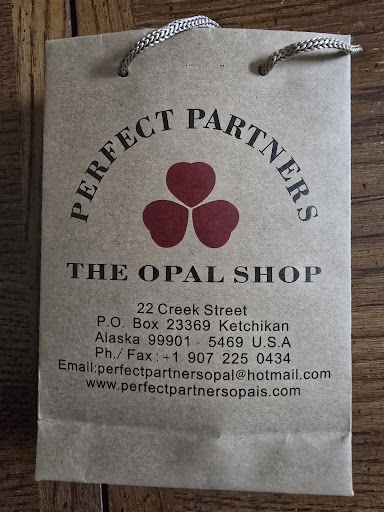 PERFECT PARTNERS
THE OPAL SHOP
22 Creek Street
P.O. Box 23369 Ketchikan
Alaska 99901 - 5469 U.S.A
Ph./ Fax : +1 907 225 0434
Email:perfectpartnersopal@hotmail.com
www.perfectpartnersopais.com